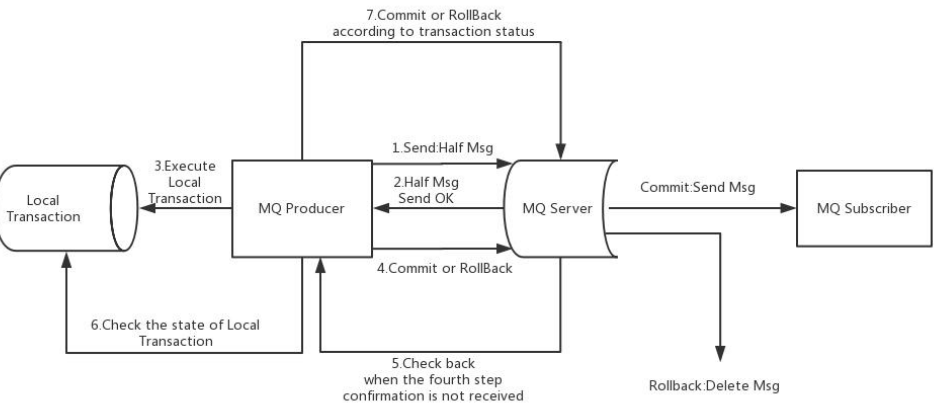 7.Commit or RollBack
according to transaction status
1.Send:Half Msg
3.Execute
Local
Transaction
2.Half Msg
Send OK
Local
Transaction
MQ Producer
MQ Server
Commit:Send Msg
MQ Subscriber
4.Commit or RollBack
6.Check the state of Local
Transaction
5.Check back
when the fourth step
confirmation is not received
Rollback:Delete Msg